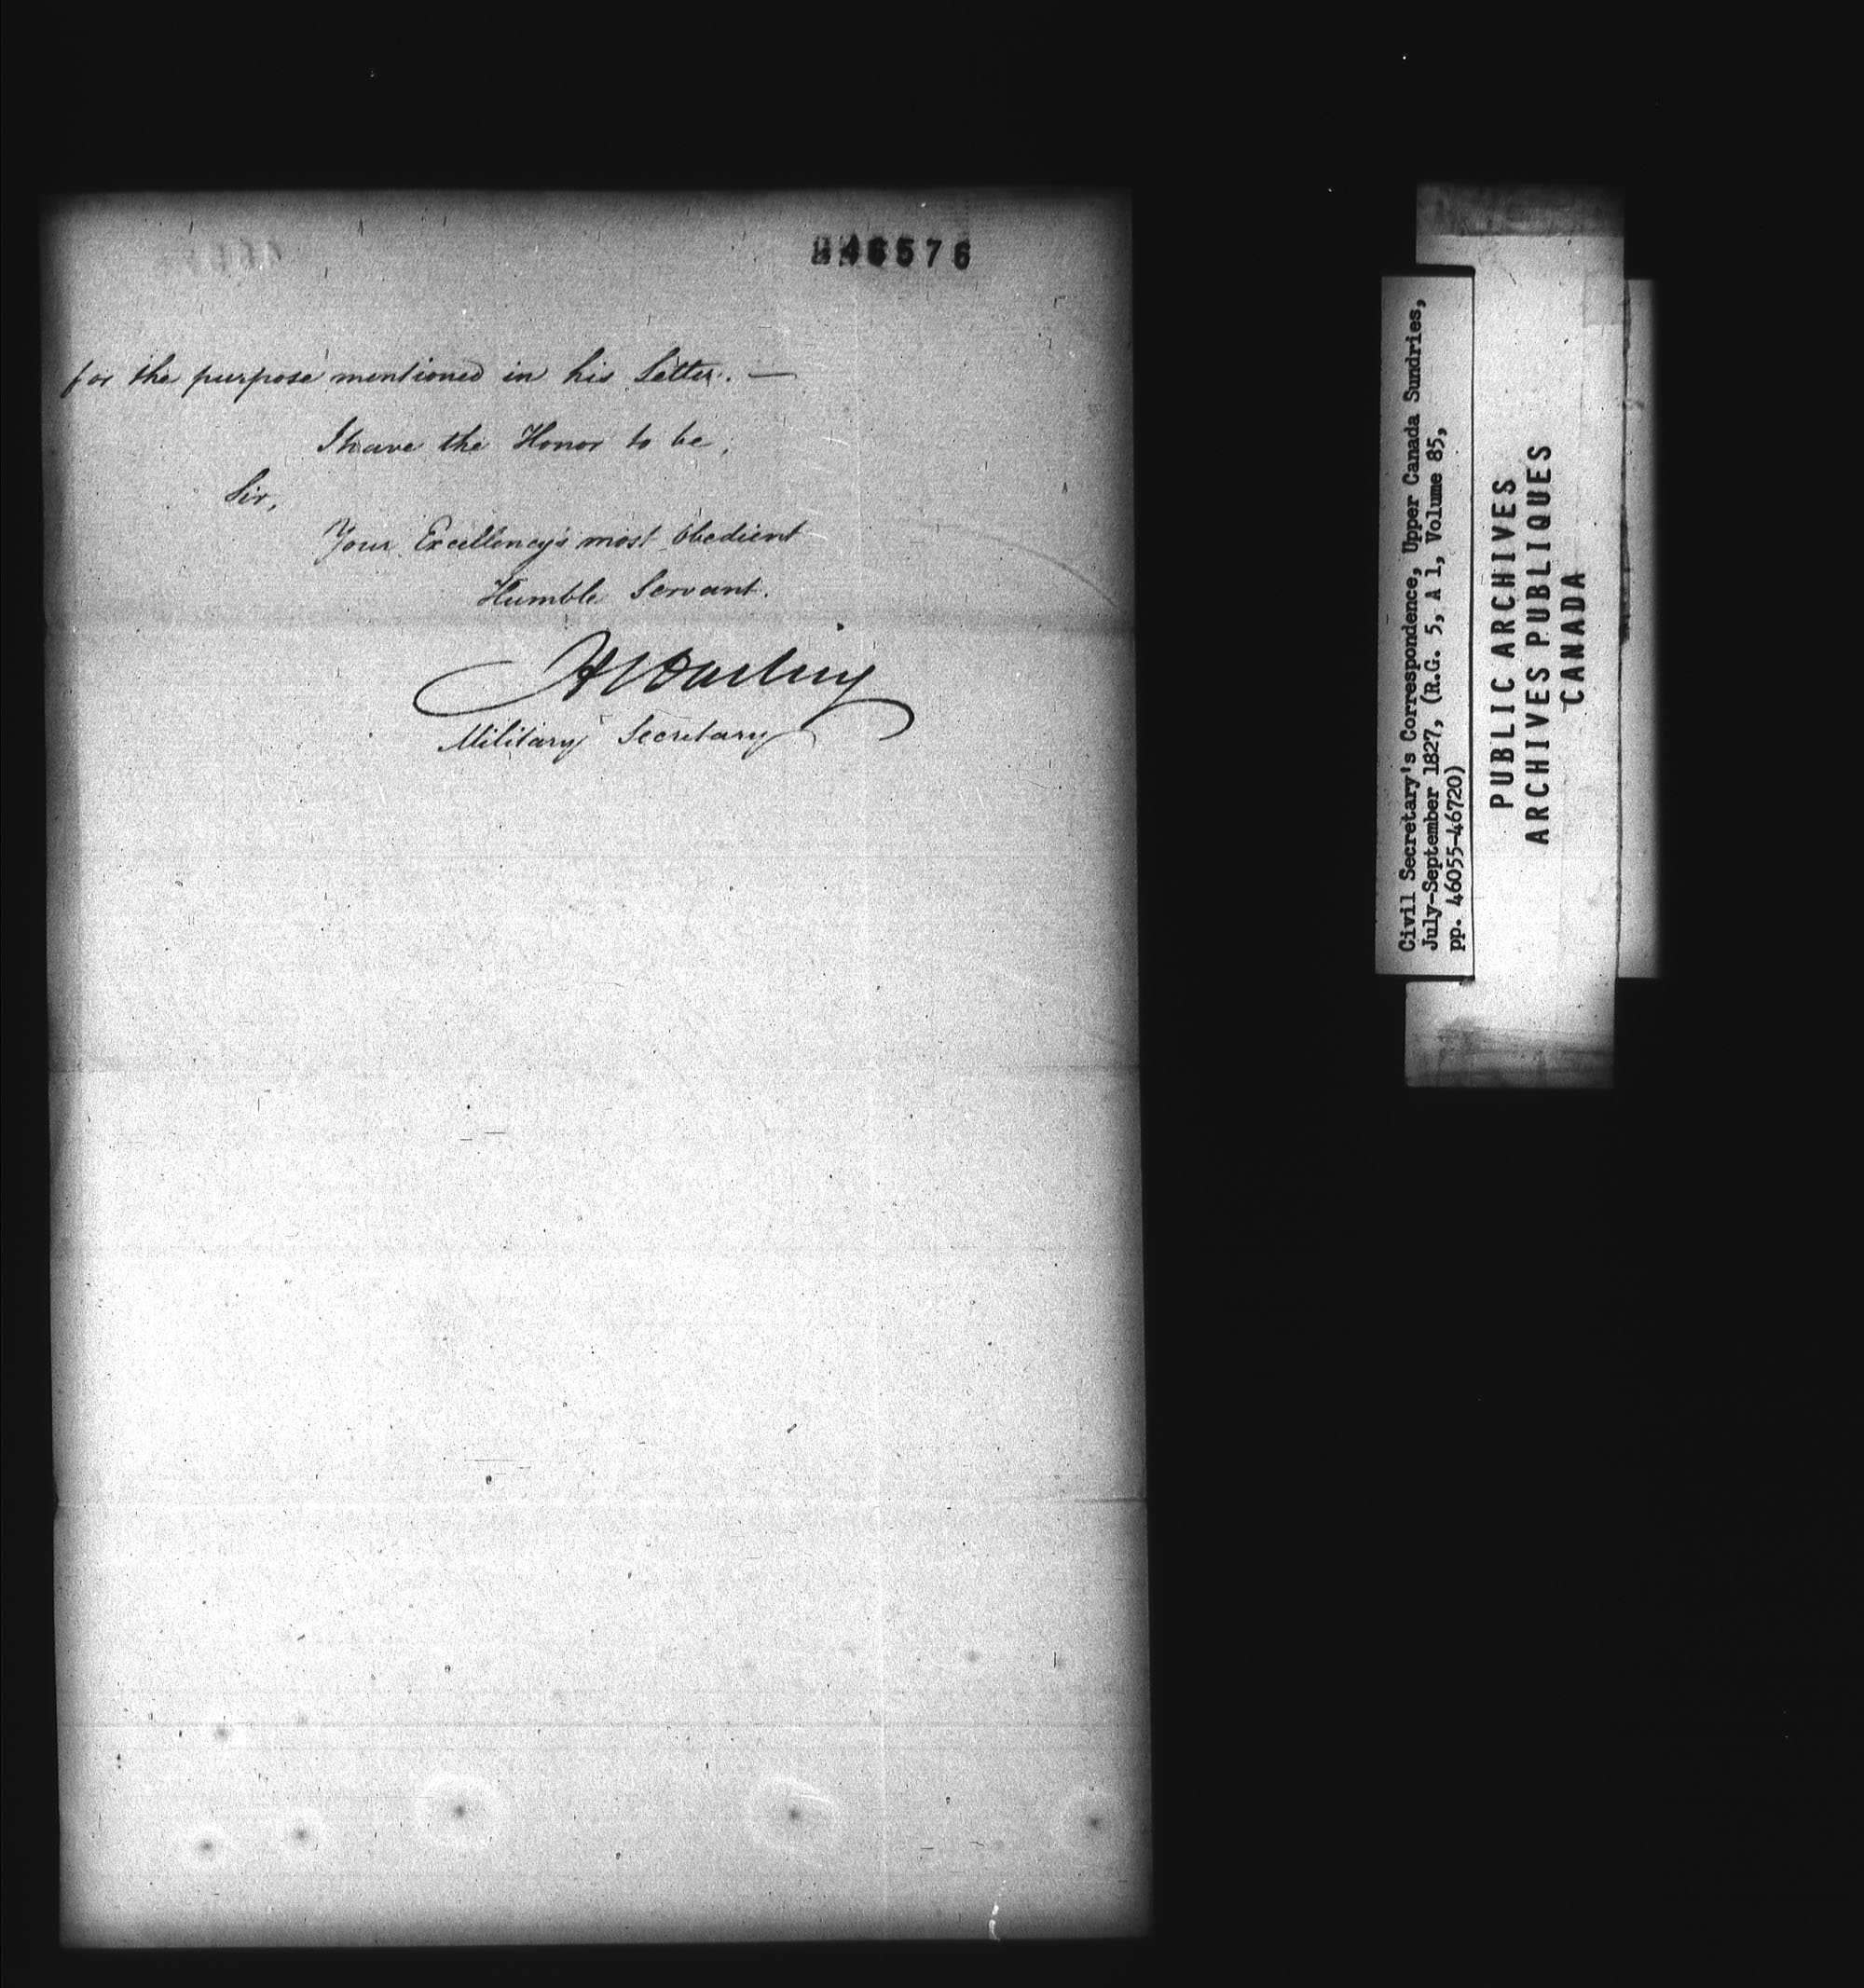 46576
for the purpose mentioned in his Letter. —
I have the Honor to be,
Sir,
Your Excellency's most Obedient
Humble Servant.
Military Secretary
Civil Secretary's Correspondence, Upper Canada Sundries,
July-September 1827, (R.G. 5, A 1, Volume 85,
pp. 46055-46720)
PUBLIC ARCHIVES
ARCHIVES PUBLIQUES
CANADA